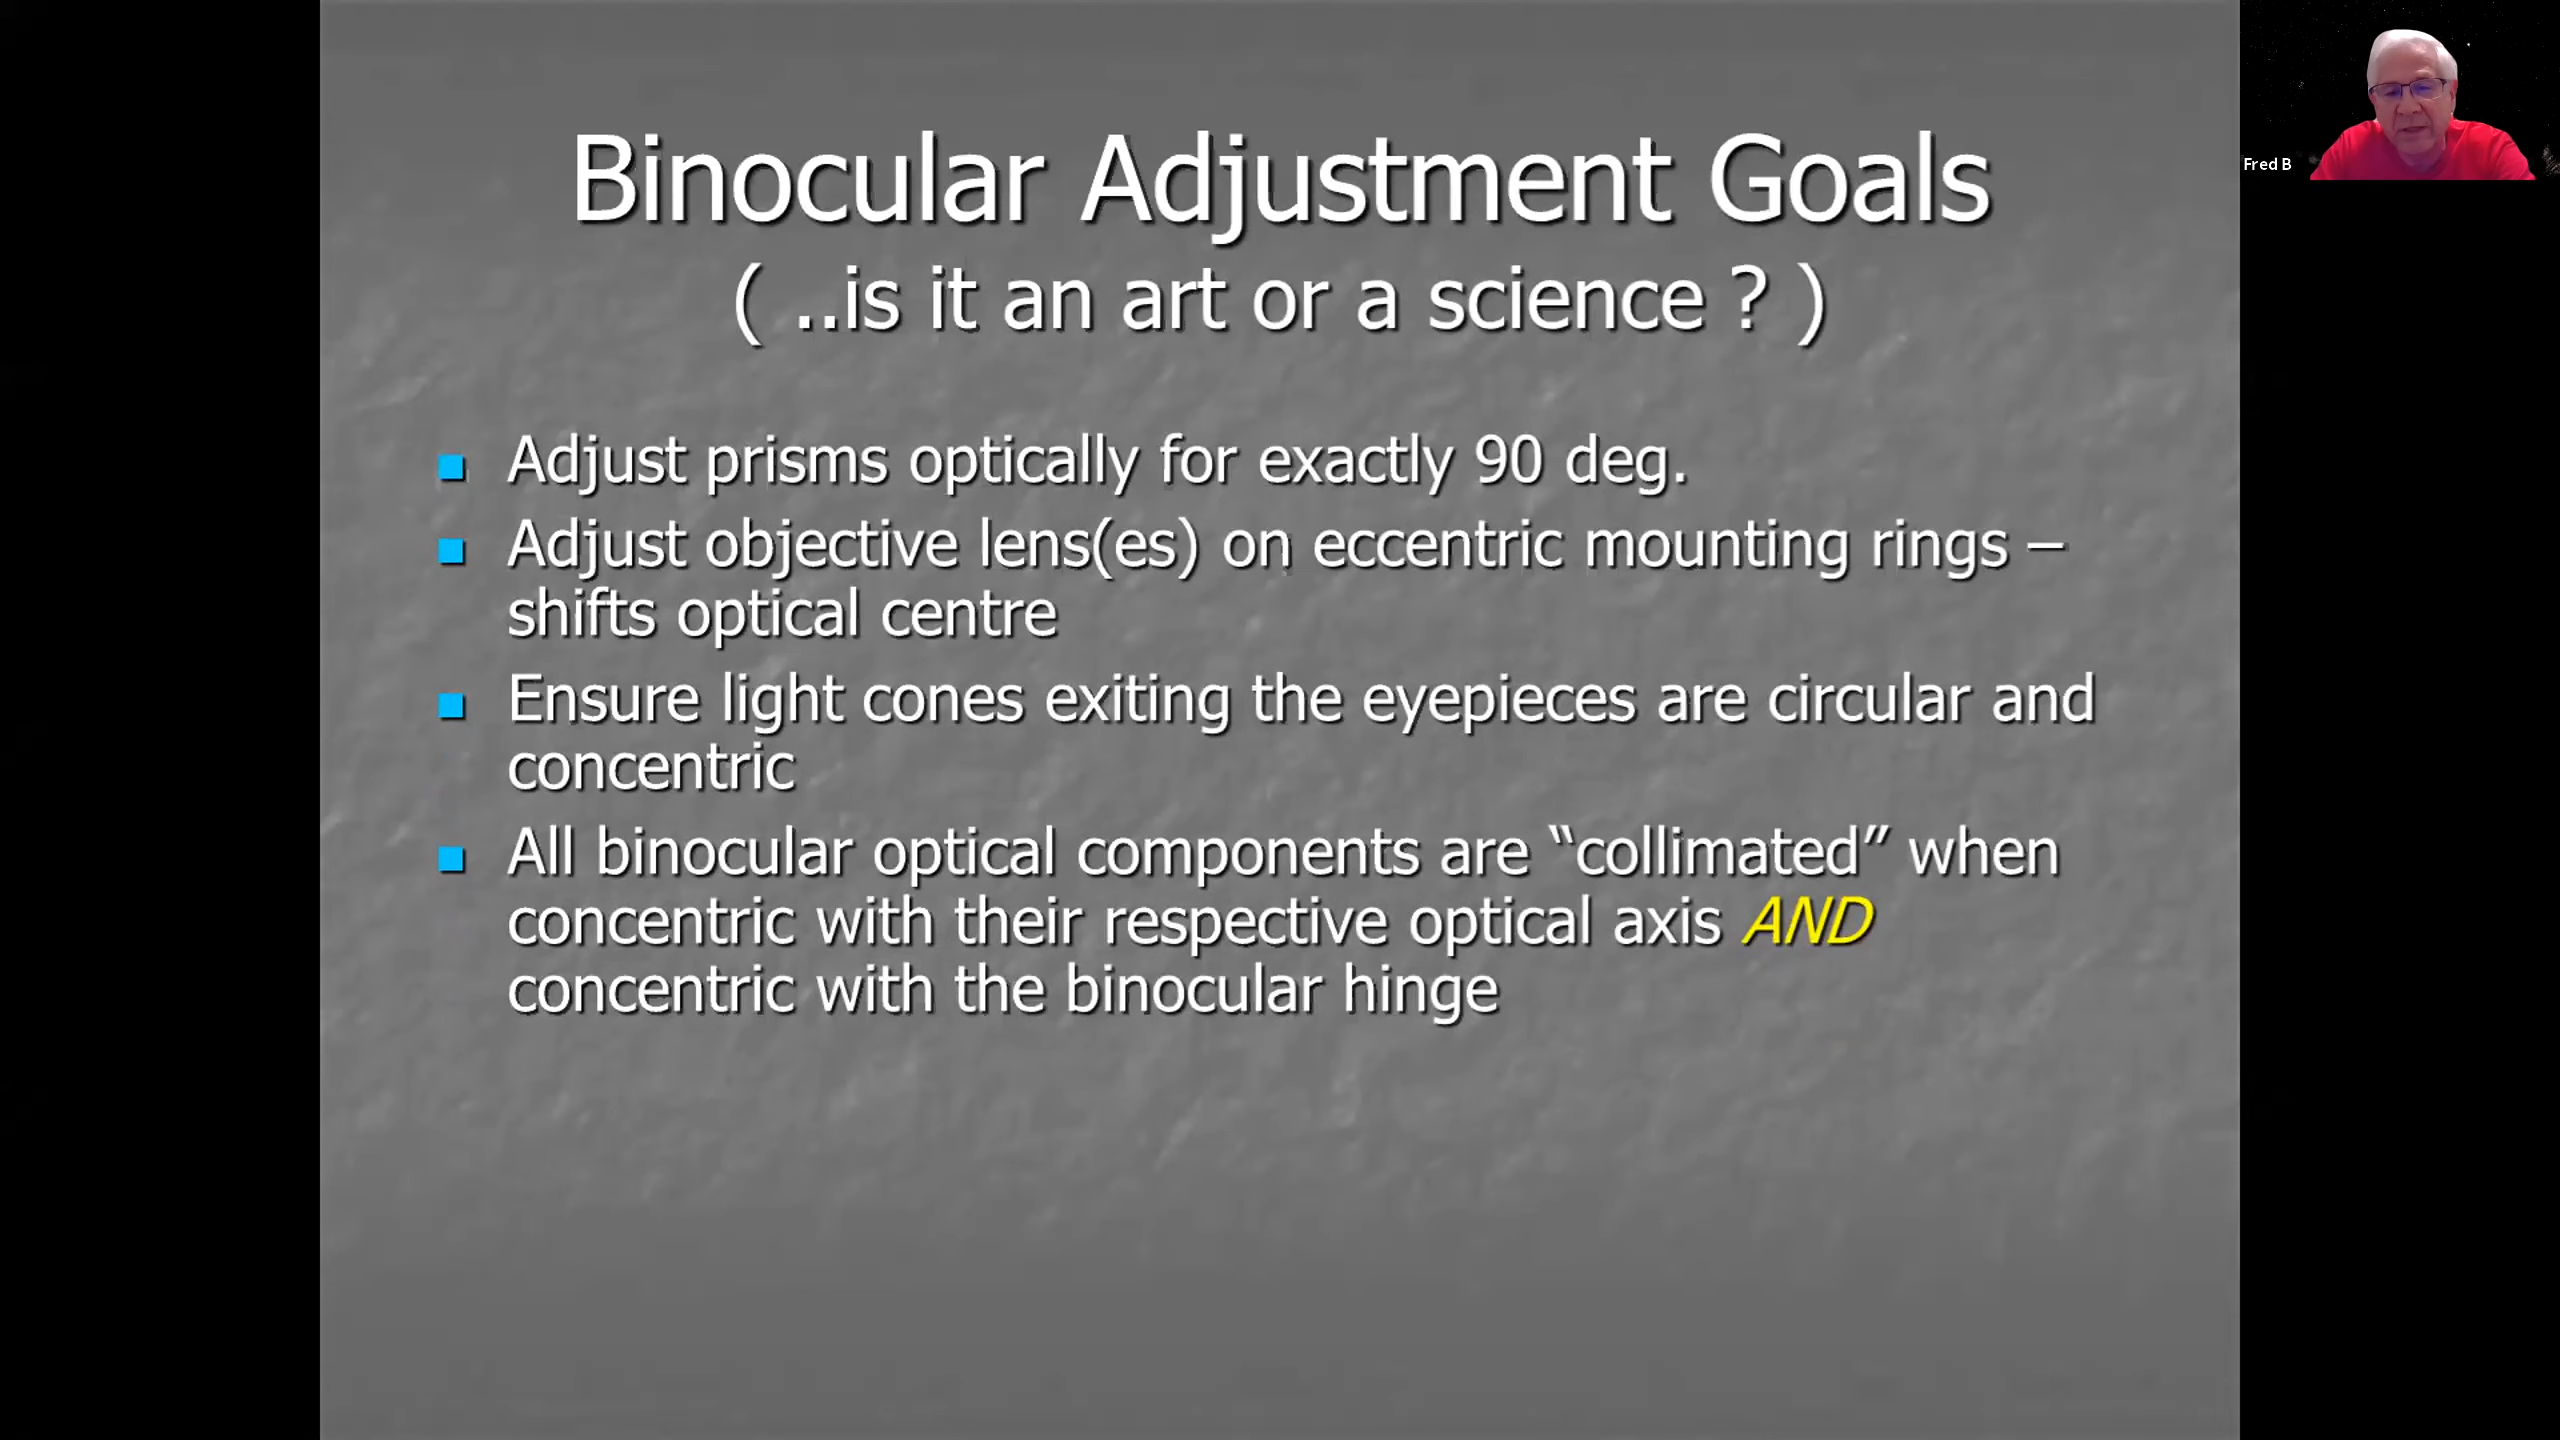 Binocular Adjustment Goals
( ..is it an art or a science ? )
Adjust prisms optically for exactly 90 deg.
Adjust objective lens(es) on eccentric mounting rings –
shifts optical centre
Ensure light cones exiting the eyepieces are circular and
concentric
All binocular optical components are “collimated” when
concentric with their respective optical axis AND
concentric with the binocular hinge
Fred B